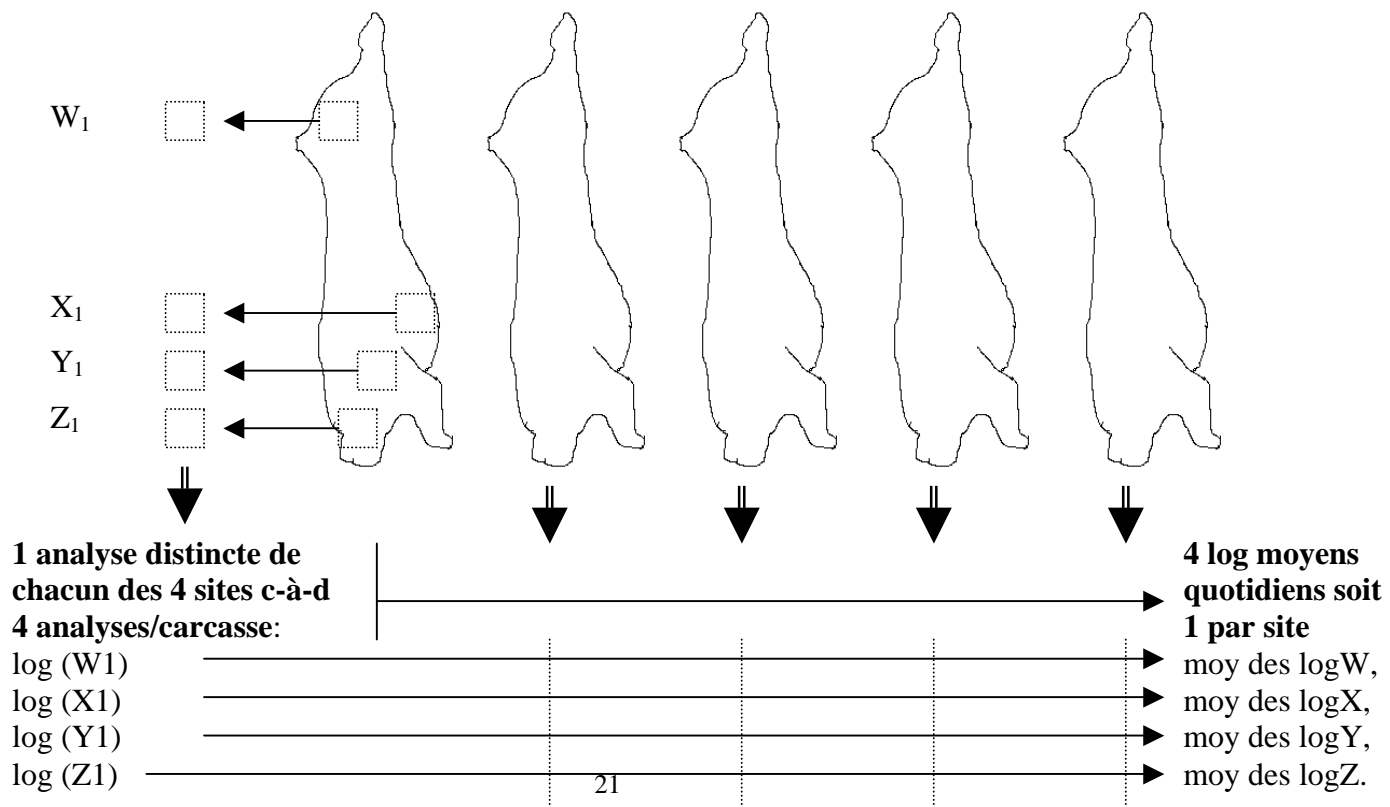 W1
X1
Y1
Z1
1 analyse distincte de
chacun des 4 sites c-à-d
4 analyses/carcasse:
log (W1)
log (X1)
log (Y1)
log (Z1)
4 log moyens
quotidiens soit
1 par site
moy des logW,
moy des logX,
moy des logY,
moy des logZ.
21